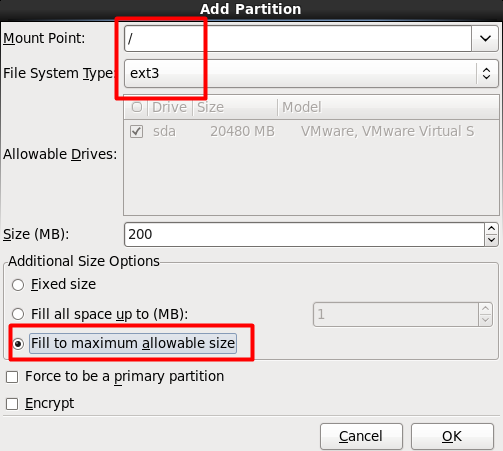 Add Partition
Mount Point: /
File System Type: ext3
Drive Size Model
Allowable Drives: sda 20480 MB VMware, VMware Virtual S
Size (MB): 200
Additional Size Options
Fixed size
Fill all space up to (MB): 1
Fill to maximum allowable size
Force to be a primary partition
Encrypt
Cancel OK